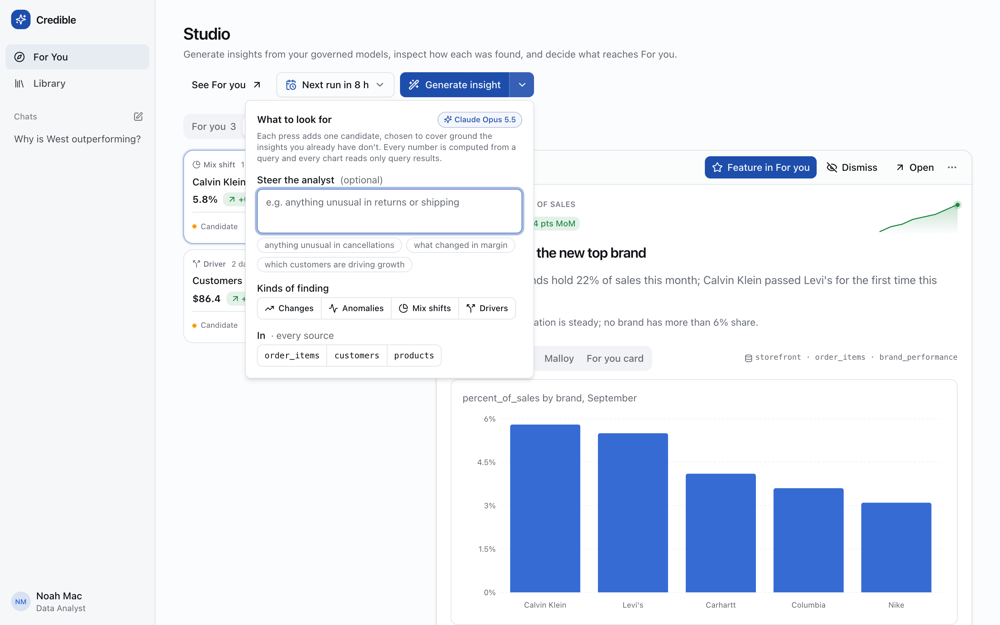 Credible
For You
Library
Chats
Why is West outperforming?
NM
Noah Mac
Data Analyst
Studio
Generate insights from your governed models, inspect how each was found, and decide what reaches For you.
See For you
Next run in 8 h
Generate insight
For you 3
What to look for
Claude Opus 5.5
Each press adds one candidate, chosen to cover ground the
insights you already have don't. Every number is computed from a
query and every chart reads only query results.
Steer the analyst (optional)
e.g. anything unusual in returns or shipping
anything unusual in cancellations
what changed in margin
which customers are driving growth
Kinds of finding
Changes
Anomalies
Mix shifts
Drivers
In · every source
order_items
customers
products
Mix shift
Calvin Klein
5.8%
Candidate
Driver 2
Customers
$86.4
Candidate
Feature in For you
Dismiss
Open
OF SALES
pts MoM
the new top brand
hold 22% of sales this month; Calvin Klein passed Levi's for the first time this
is steady; no brand has more than 6% share.
Malloy
For you card
storefront · order_items · brand_performance
percent_of_sales by brand, September
6%
4.5%
3%
1.5%
0%
Calvin Klein
Levi's
Carhartt
Columbia
Nike